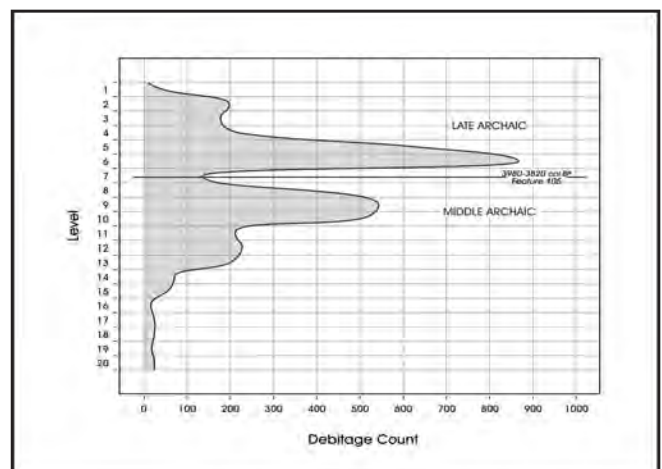 1
2
3
4
5
6
7
8
9
10
11
12
13
14
15
16
17
18
19
20
Level
LATE ARCHAIC
3980-3820 cal BP
Feature 405
MIDDLE ARCHAIC
0 100 200 300 400 500 600 700 800 900 1000
Debitage Count